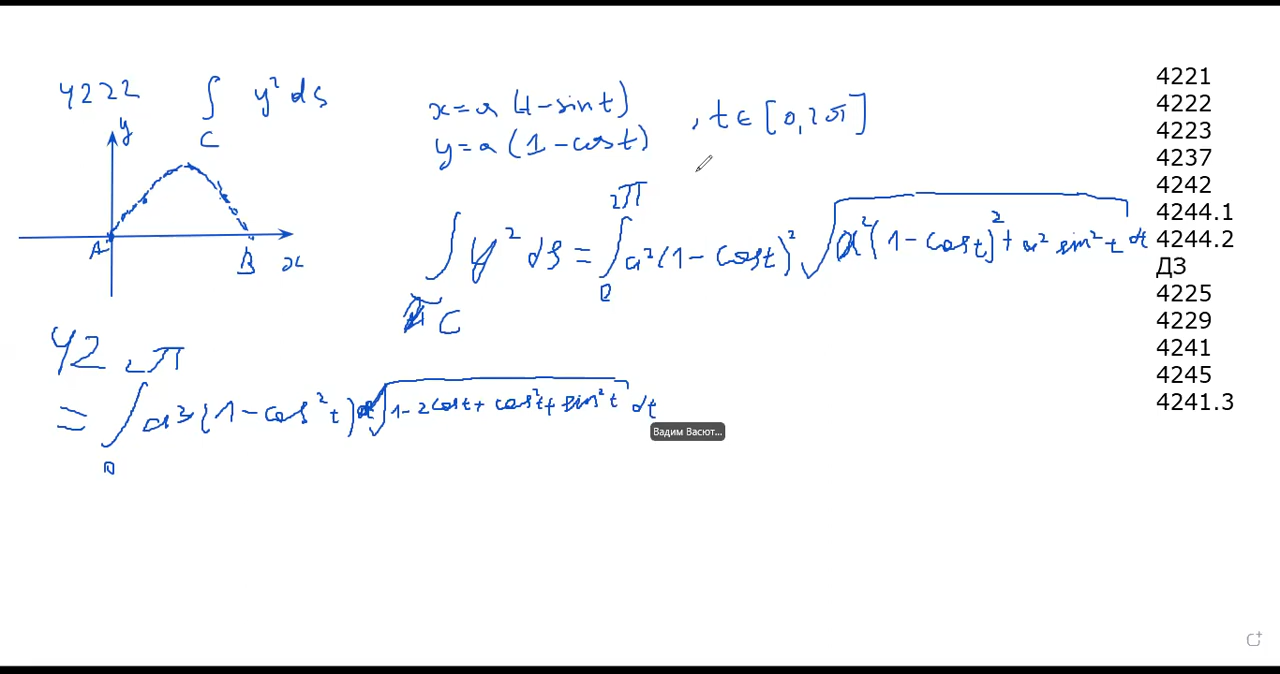 4222 ∫ y² ds
C
x = a (t - sin t)
y = a (1 - cos t) , t ∈ [0, 2π]
y
A B x
∫ y² ds = ∫ a² (1 - cos t)² √(a² (1 - cos t)² + a² sin² t) dt
C 0 2π
42
2π
= ∫ a³ (1 - cos² t) √(1 - 2 cos t + cos² t + sin² t) dt
0
Вадим Васют...
4221
4222
4223
4237
4242
4244.1
4244.2
ДЗ
4225
4229
4241
4245
4241.3